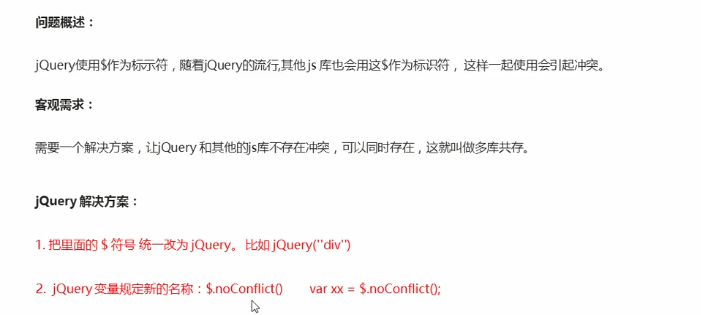 问题概述：
jQuery使用$作为标示符，随着jQuery的流行,其他 js 库也会用这$作为标识符， 这样一起使用会引起冲突。
客观需求：
需要一个解决方案，让jQuery 和其他的js库不存在冲突，可以同时存在，这就叫做多库共存。
jQuery 解决方案：
1. 把里面的 $ 符号 统一改为 jQuery。 比如 jQuery(''div'')
2. jQuery 变量规定新的名称：$.noConflict() var xx = $.noConflict();